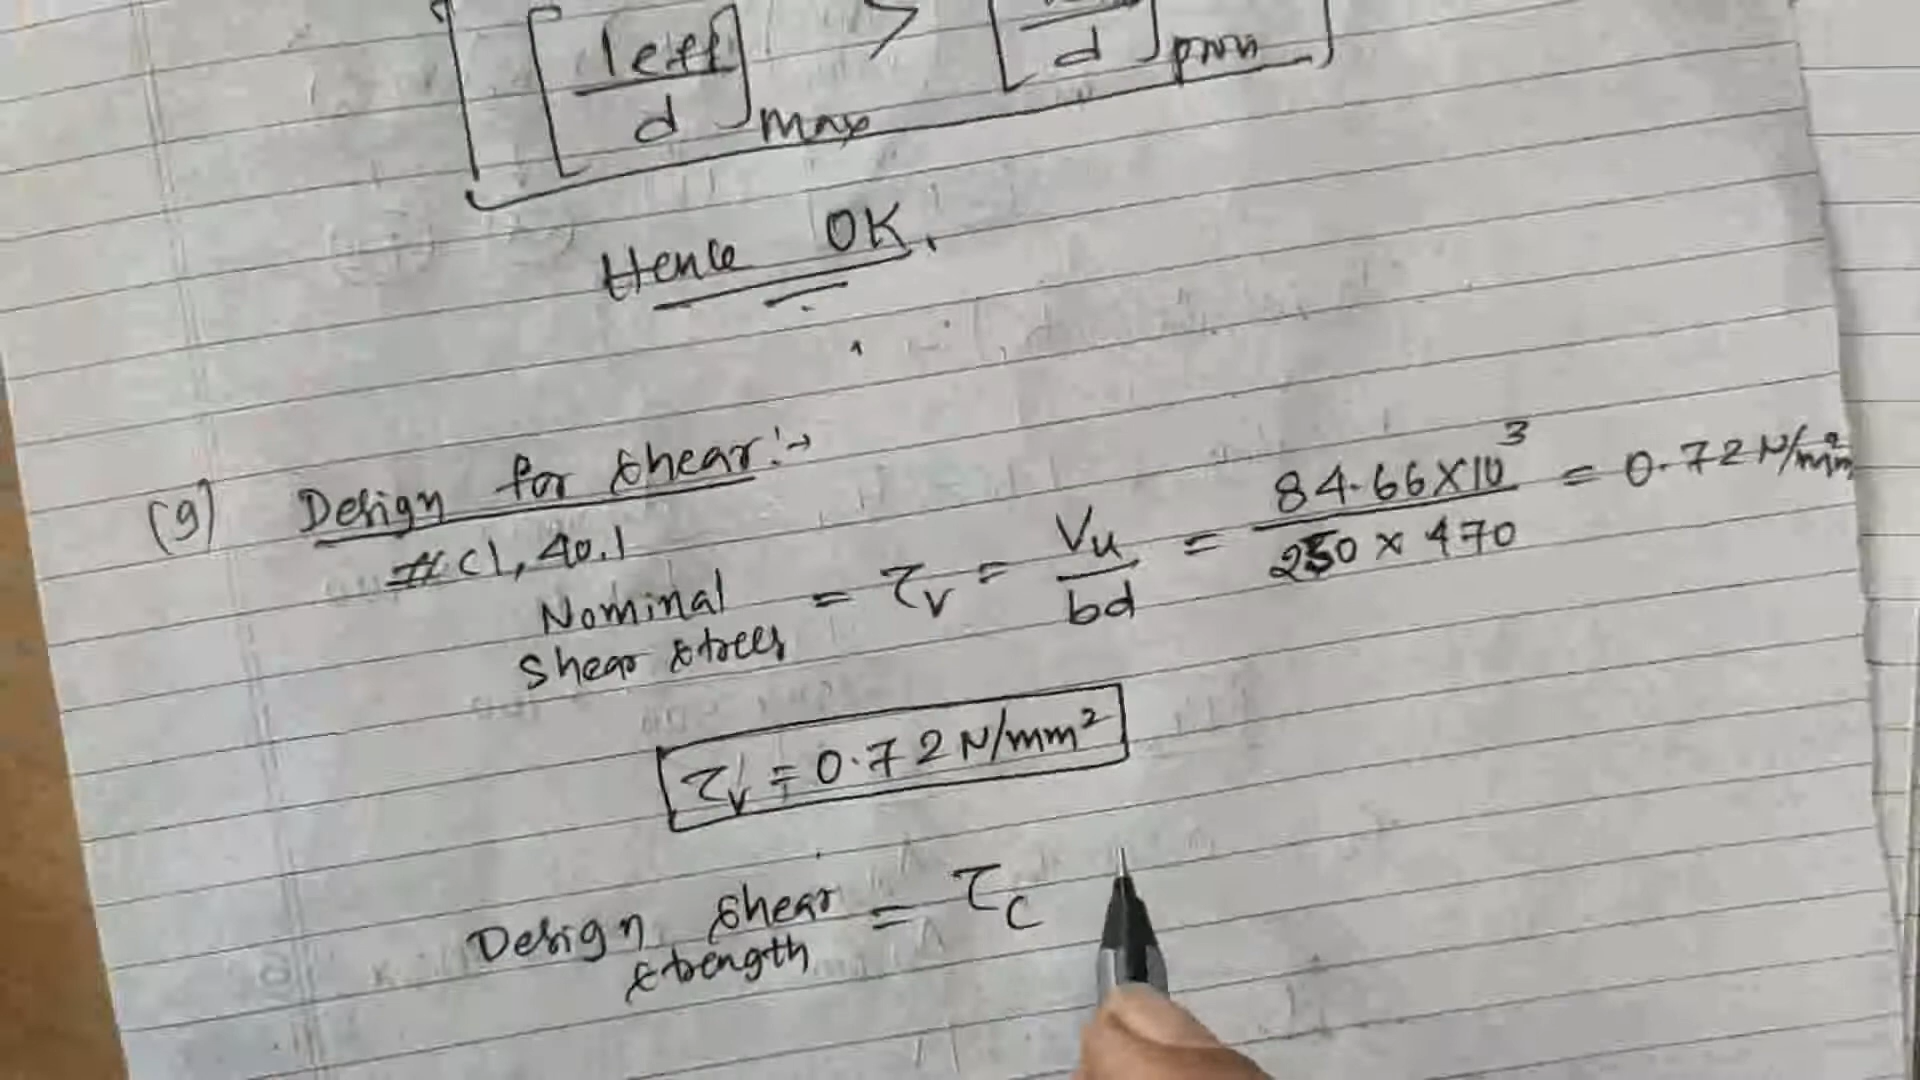 [leff/d]max > [/d]prov
Hence OK.
(9) Design for shear:→
# Cl, 40.1
Nominal shear stress = τv = Vu/bd = 84.66×10³/250×470 = 0.72 N/mm²
τv = 0.72 N/mm²
Design shear strength = τc